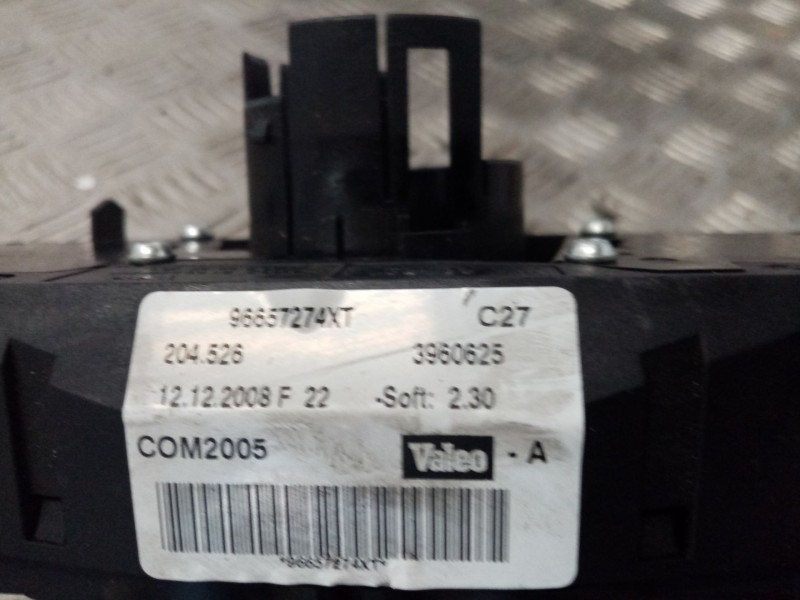 96657274XT C27
204.526 3960625
12.12.2008 F 22 -Soft: 2.30
COM2005 Valeo - A
*96657274XT*